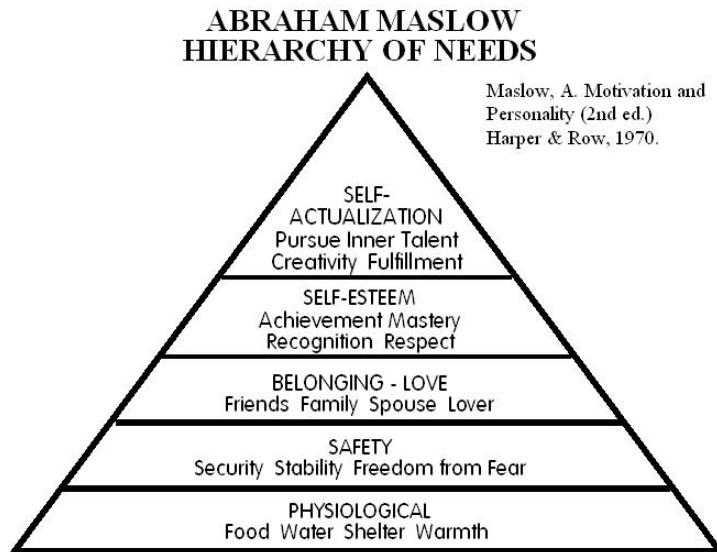 ABRAHAM MASLOW
HIERARCHY OF NEEDS
Maslow, A. Motivation and
Personality (2nd ed.)
Harper & Row, 1970.
SELF-
ACTUALIZATION
Pursue Inner Talent
Creativity Fulfillment
SELF-ESTEEM
Achievement Mastery
Recognition Respect
BELONGING - LOVE
Friends Family Spouse Lover
SAFETY
Security Stability Freedom from Fear
PHYSIOLOGICAL
Food Water Shelter Warmth